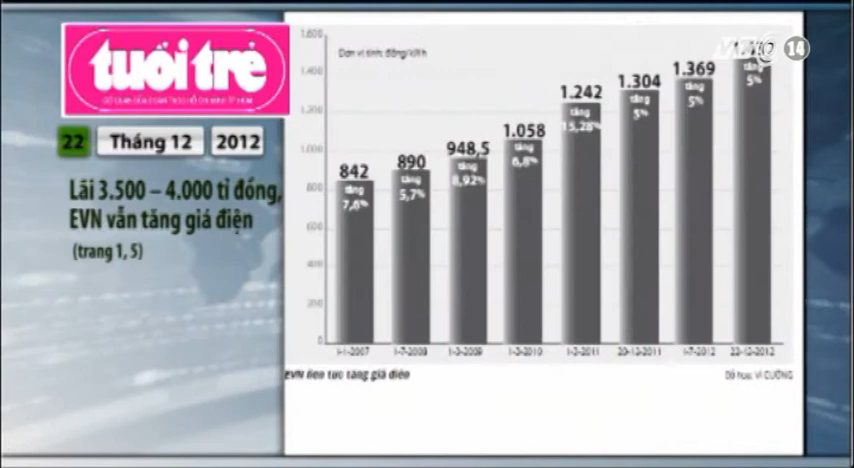 tuổi trẻ
22 Tháng 12 2012
Lãi 3.500 – 4.000 tỉ đồng,
EVN vẫn tăng giá điện
(trang 1, 5)
14
Đơn vị tính: đồng/kWh
1.600
1.400
1.200
1.000
800
600
400
200
0
842
tăng
7,6%
890
tăng
5,7%
948,5
tăng
8,92%
1.058
tăng
6,8%
1.242
tăng
15,28%
1.304
tăng
5%
1.369
tăng
5%
tăng
5%
1-1-2007 1-7-2008 1-3-2009 1-3-2010 1-3-2011 20-12-2011 1-7-2012 22-12-2012
EVN liên tục tăng giá điện
Đồ họa: VĨ CƯỜNG